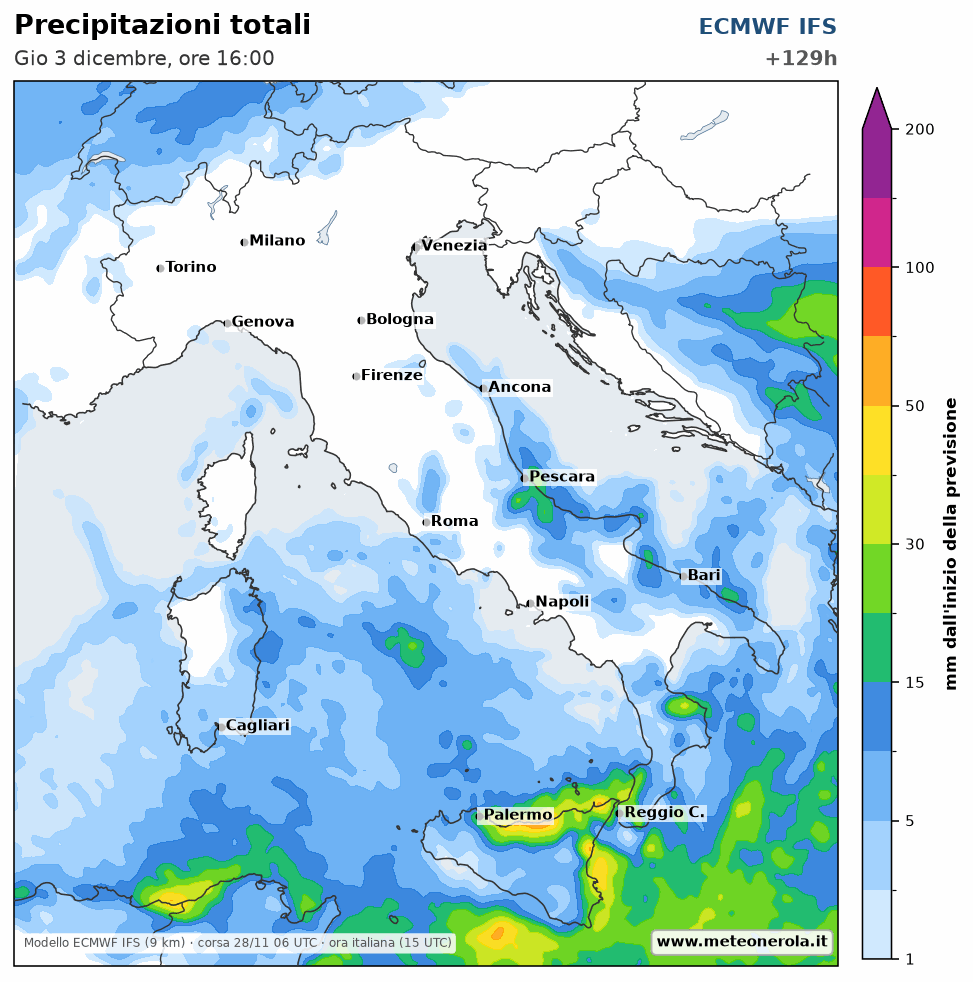 Precipitazioni totali
ECMWF IFS
Gio 3 dicembre, ore 16:00
+129h
Milano
Venezia
Torino
Genova
Bologna
Firenze
Ancona
Pescara
Roma
Bari
Napoli
Cagliari
Palermo
Reggio C.
200
100
50
30
15
5
1
mm dall'inizio della previsione
Modello ECMWF IFS (9 km) · corsa 28/11 06 UTC · ora italiana (15 UTC)
www.meteonerola.it